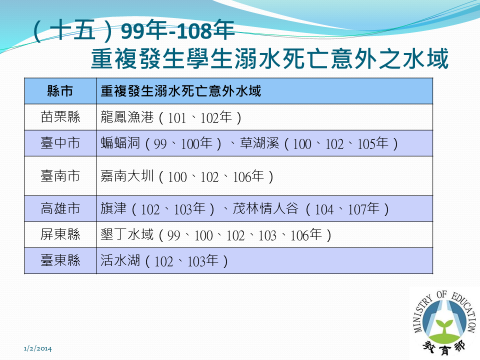 （十五）99年-108年
重複發生學生溺水死亡意外之水域
縣市 重複發生溺水死亡意外水域
苗栗縣 龍鳳漁港（101、102年）
臺中市 蝙蝠洞（99、100年）、草湖溪（100、102、105年）
臺南市 嘉南大圳（100、102、106年）
高雄市 旗津（102、103年）、茂林情人谷（104、107年）
屏東縣 墾丁水域（99、100、102、103、106年）
臺東縣 活水湖（102、103年）
MINISTRY OF EDUCATION
教育部
1/2/2014